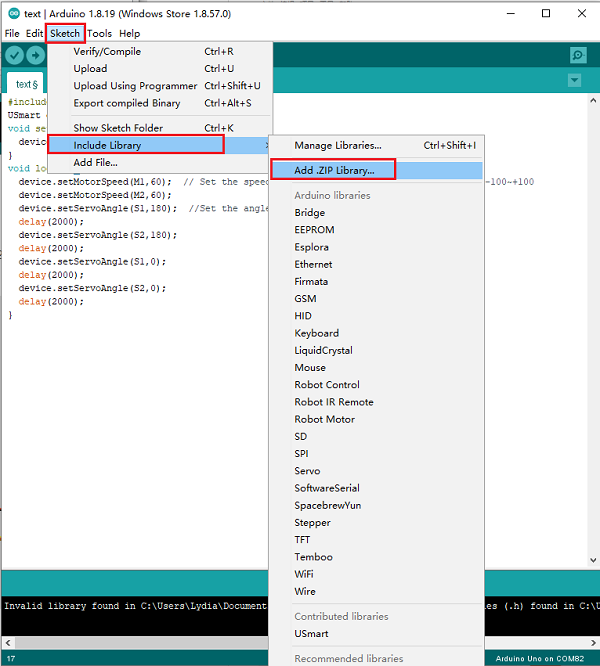 text | Arduino 1.8.19 (Windows Store 1.8.57.0)
File Edit Sketch Tools Help
Verify/Compile Ctrl+R
Upload Ctrl+U
Upload Using Programmer Ctrl+Shift+U
Export compiled Binary Ctrl+Alt+S
Show Sketch Folder Ctrl+K
Include Library
Add File...
text §
#include
USmart
void se
devic
}
void lo
device.setMotorSpeed(M1,60); // Set the speed -100~+100
device.setMotorSpeed(M2,60);
device.setServoAngle(S1,180); //Set the angle
delay(2000);
device.setServoAngle(S2,180);
delay(2000);
device.setServoAngle(S1,0);
delay(2000);
device.setServoAngle(S2,0);
delay(2000);
}
Manage Libraries... Ctrl+Shift+I
Add .ZIP Library...
Arduino libraries
Bridge
EEPROM
Esplora
Ethernet
Firmata
GSM
HID
Keyboard
LiquidCrystal
Mouse
Robot Control
Robot IR Remote
Robot Motor
SD
SPI
Servo
SoftwareSerial
SpacebrewYun
Stepper
TFT
Temboo
WiFi
Wire
Contributed libraries
USmart
Recommended libraries
Invalid library found in C:\Users\Lydia\Document es (.h) found in C:\U
17 Arduino Uno on COM82